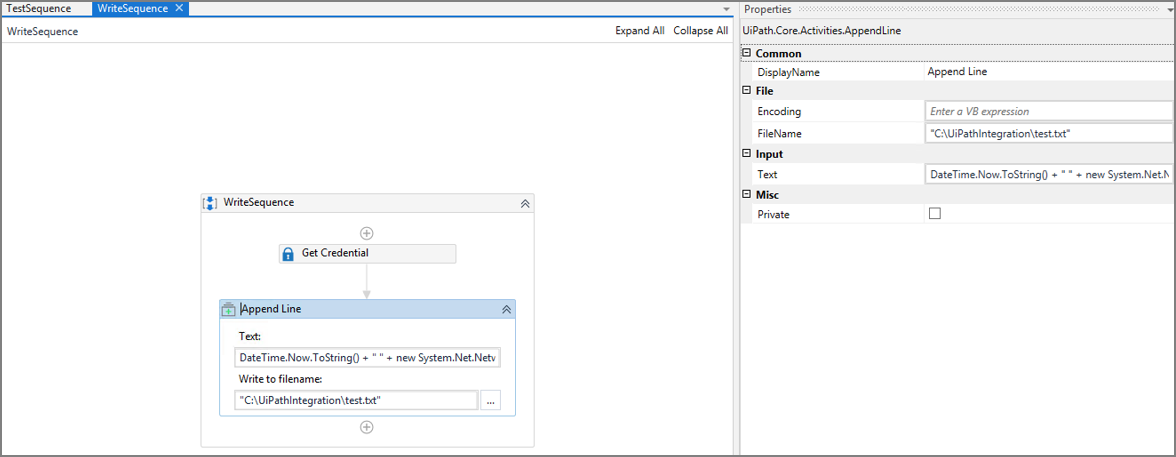 TestSequence WriteSequence
WriteSequence Expand All Collapse All
WriteSequence
Get Credential
Append Line
Text:
DateTime.Now.ToString() + " " + new System.Net.Netw
Write to filename:
"C:\UiPathIntegration\test.txt" ...
Properties
UiPath.Core.Activities.AppendLine
Common
DisplayName Append Line
File
Encoding Enter a VB expression
FileName "C:\UiPathIntegration\test.txt"
Input
Text DateTime.Now.ToString() + " " + new System.Net.N
Misc
Private